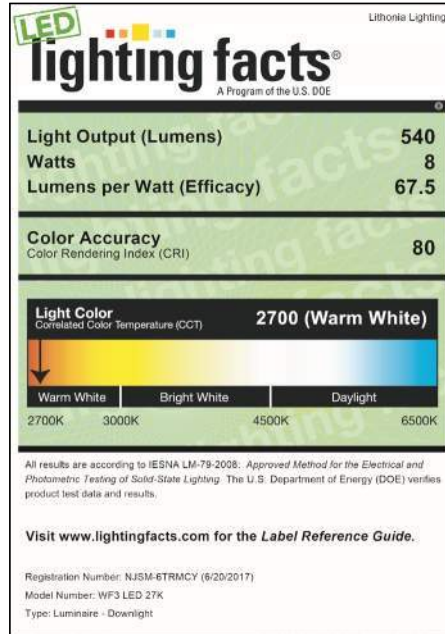 LED
Lithonia Lighting
lighting facts®
A Program of the U.S. DOE
Light Output (Lumens) 540
Watts 8
Lumens per Watt (Efficacy) 67.5
Color Accuracy
Color Rendering Index (CRI) 80
Light Color
Correlated Color Temperature (CCT) 2700 (Warm White)
Warm White Bright White Daylight
2700K 3000K 4500K 6500K
All results are according to IESNA LM-79-2008: Approved Method for the Electrical and
Photometric Testing of Solid-State Lighting. The U.S. Department of Energy (DOE) verifies
product test data and results.
Visit www.lightingfacts.com for the Label Reference Guide.
Registration Number: NJSM-6TRMCY (6/20/2017)
Model Number: WF3 LED 27K
Type: Luminaire - Downlight